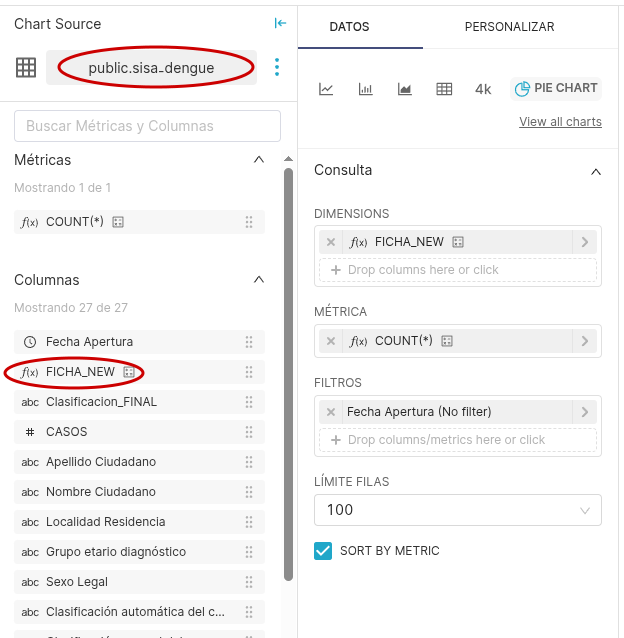 Chart Source
public.sisa_dengue
Buscar Métricas y Columnas
Métricas
Mostrando 1 de 1
f(x) COUNT(*)
Columnas
Mostrando 27 de 27
Fecha Apertura
f(x) FICHA_NEW
abc Clasificacion_FINAL
# CASOS
abc Apellido Ciudadano
abc Nombre Ciudadano
abc Localidad Residencia
abc Grupo etario diagnóstico
abc Sexo Legal
abc Clasificación automática del c...
DATOS
PERSONALIZAR
4k
PIE CHART
View all charts
Consulta
DIMENSIONS
f(x) FICHA_NEW
Drop columns here or click
MÉTRICA
f(x) COUNT(*)
FILTROS
Fecha Apertura (No filter)
Drop columns/metrics here or click
LÍMITE FILAS
100
SORT BY METRIC